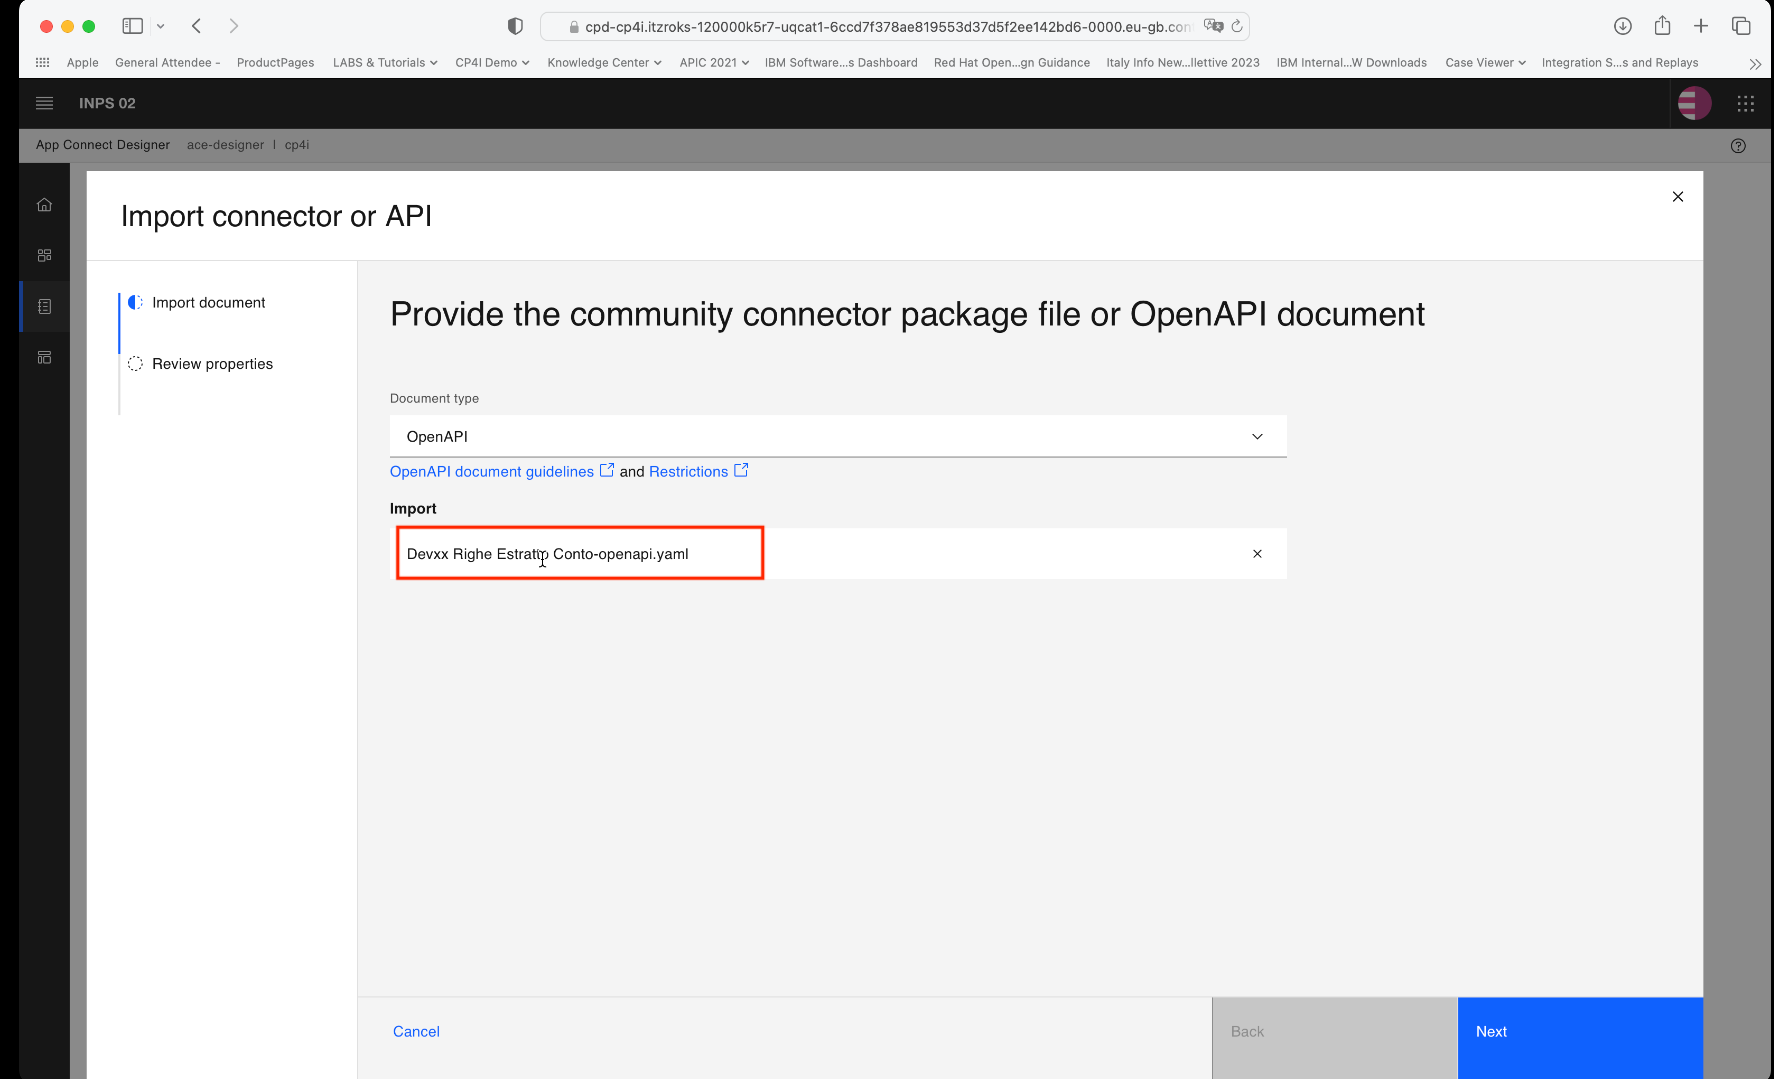 cpd-cp4i.itzroks-120000k5r7-uqcat1-6ccd7f378ae819553d37d5f2ee142bd6-0000.eu-gb.con
Apple General Attendee - ProductPages LABS & Tutorials CP4I Demo Knowledge Center APIC 2021 IBM Software...s Dashboard Red Hat Open...gn Guidance Italy Info New...llettive 2023 IBM Internal...W Downloads Case Viewer Integration S...s and Replays
INPS 02
App Connect Designer ace-designer | cp4i
Import connector or API
Import document
Review properties
Provide the community connector package file or OpenAPI document
Document type
OpenAPI
OpenAPI document guidelines and Restrictions
Import
Devxx Righe Estratto Conto-openapi.yaml
Cancel
Back
Next